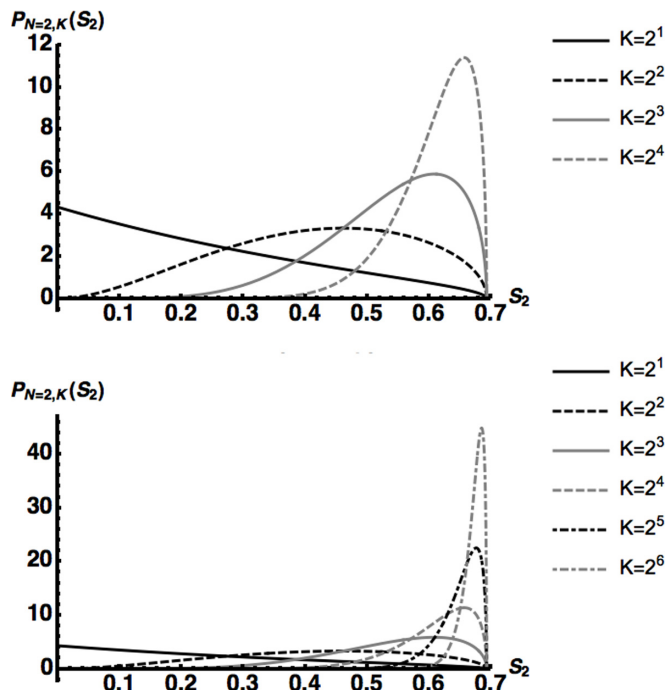 P_{N=2,K}(S_2)
12
10
8
6
4
2
0
0.1 0.2 0.3 0.4 0.5 0.6 0.7 S_2
K=2^1
K=2^2
K=2^3
K=2^4
P_{N=2,K}(S_2)
40
30
20
10
0
0.1 0.2 0.3 0.4 0.5 0.6 0.7 S_2
K=2^1
K=2^2
K=2^3
K=2^4
K=2^5
K=2^6